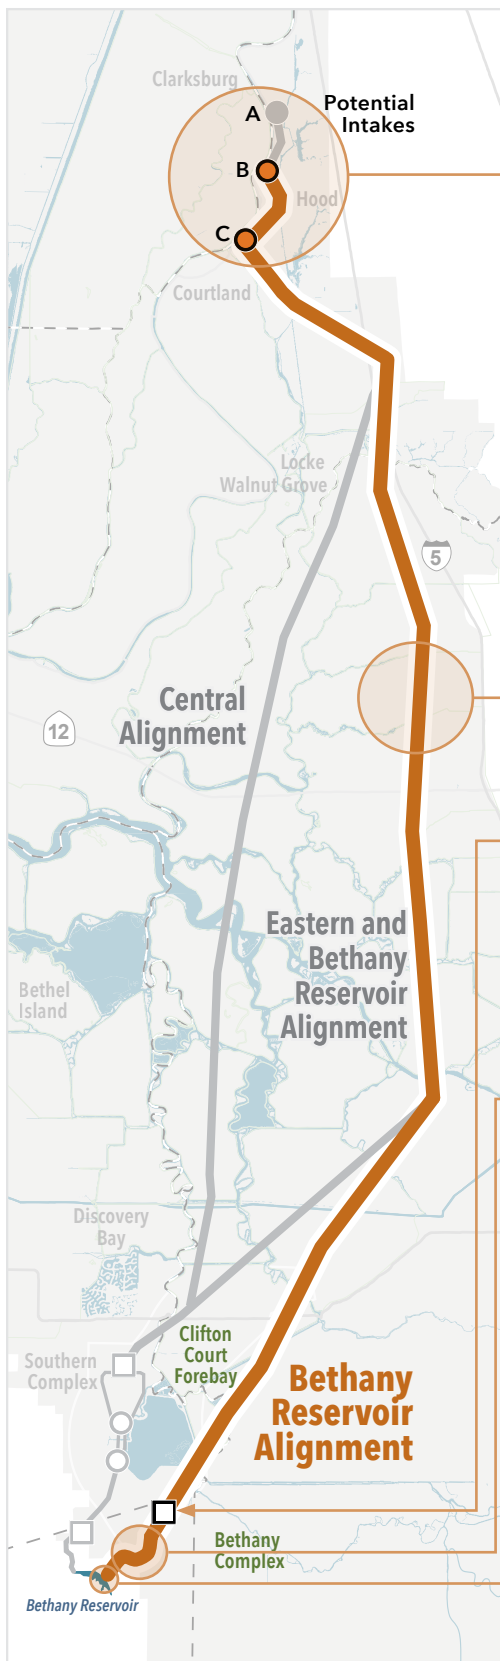 Clarksburg
A
Potential
Intakes
B
Hood
C
Courtland
Locke
Walnut Grove
5
Central
Alignment
12
Eastern and
Bethany
Reservoir
Alignment
Bethel
Island
Discovery
Bay
Clifton
Court
Forebay
Southern
Complex
Bethany
Reservoir
Alignment
Bethany
Complex
Bethany Reservoir